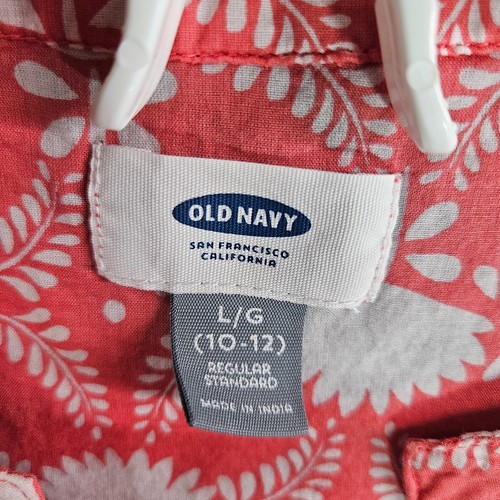 OLD NAVY
SAN FRANCISCO
CALIFORNIA
L/G
(10-12)
REGULAR
STANDARD
MADE IN INDIA